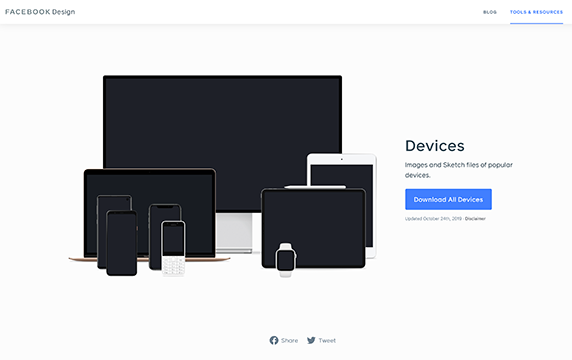 FACEBOOK Design
BLOG
TOOLS & RESOURCES
Devices
Images and Sketch files of popular
devices.
Download All Devices
Updated October 24th, 2019 · Disclaimer
Share
Tweet